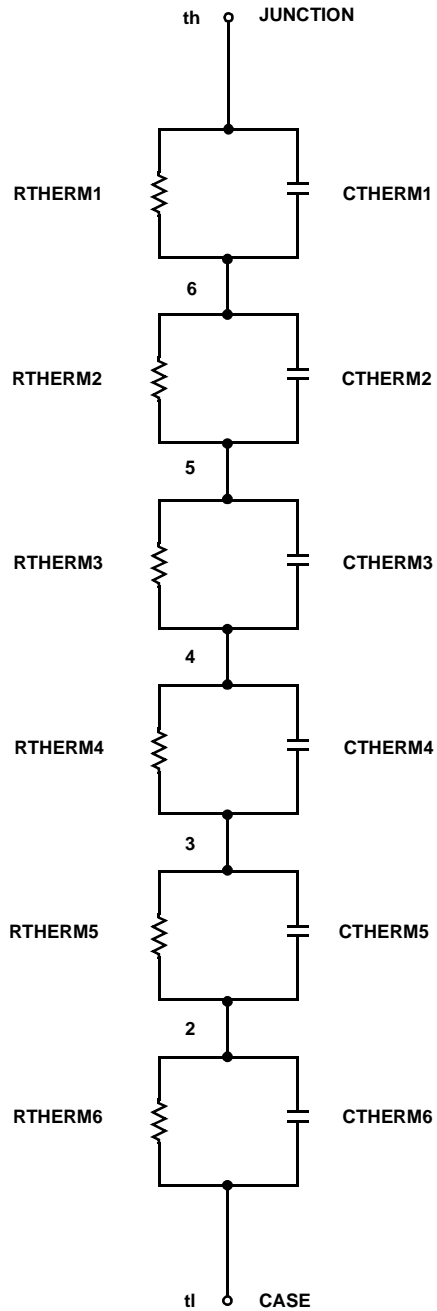 th JUNCTION
RTHERM1 CTHERM1
6
RTHERM2 CTHERM2
5
RTHERM3 CTHERM3
4
RTHERM4 CTHERM4
3
RTHERM5 CTHERM5
2
RTHERM6 CTHERM6
tl CASE